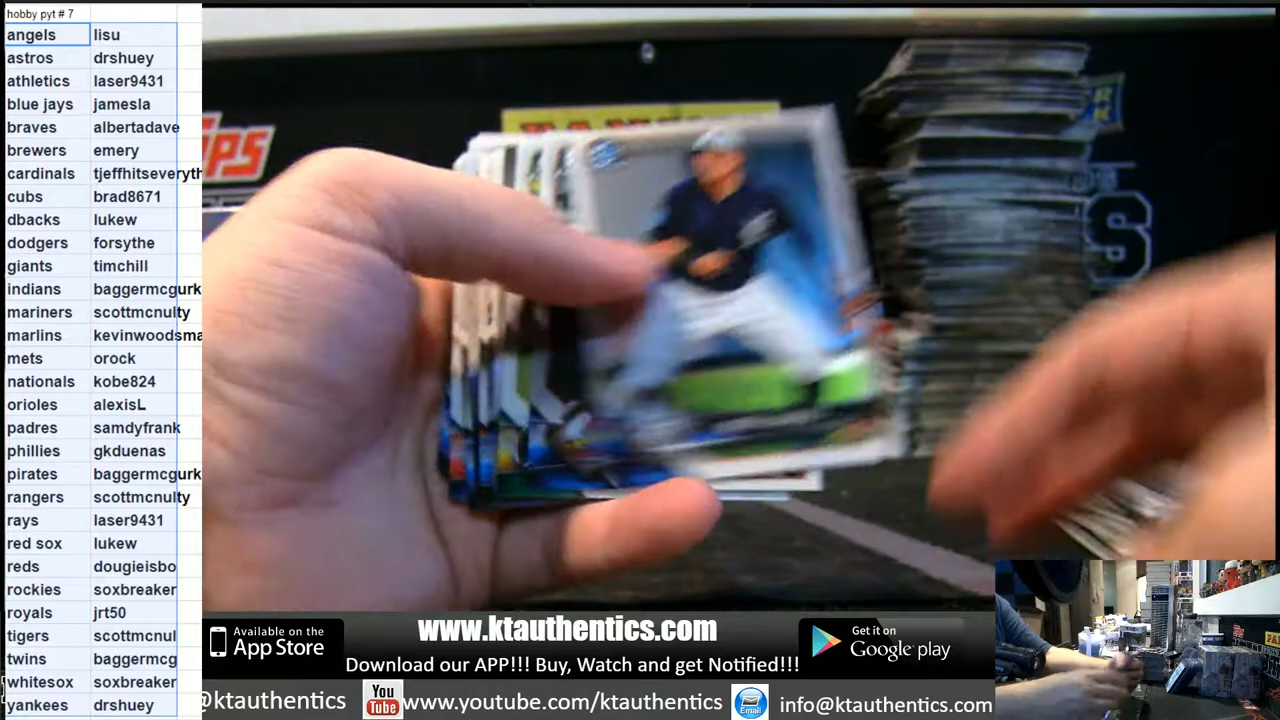 hobby pyt # 7
angels lisu
astros drshuey
athletics laser9431
blue jays jamesla
braves albertadave
brewers emery
cardinals tjeffhitseveryth
cubs brad8671
dbacks lukew
dodgers forsythe
giants timchill
indians baggermcgurk
mariners scottmcnulty
marlins kevinwoodsma
mets orock
nationals kobe824
orioles alexisL
padres samdyfrank
phillies gkduenas
pirates baggermcgurk
rangers scottmcnulty
rays laser9431
red sox lukew
reds dougieisbo
rockies soxbreaker
royals jrt50
tigers scottmcnul
twins baggermcg
whitesox soxbreaker
yankees drshuey
PS
Available on the
App Store
www.ktauthentics.com
Download our APP!!! Buy, Watch and get Notified!!!
Get it on
Google play
@ktauthentics
You
Tube
www.youtube.com/ktauthentics
Email
info@ktauthentics.com